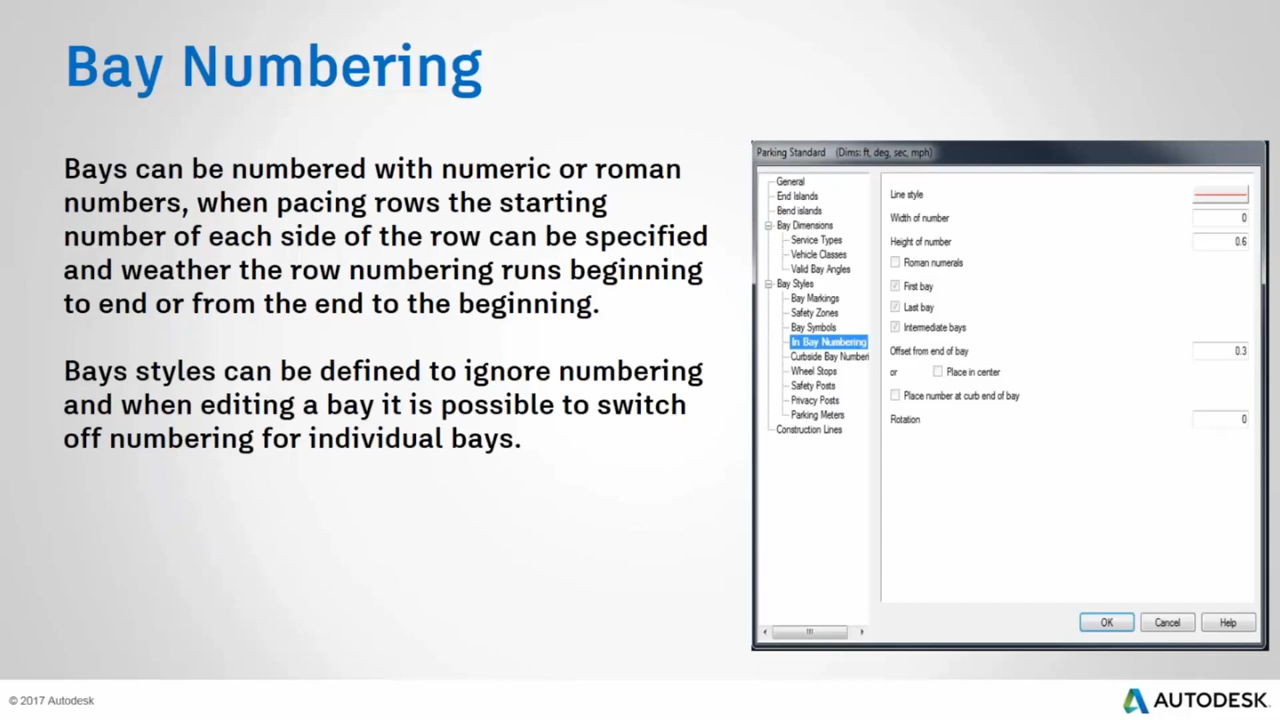 Bay Numbering
Bays can be numbered with numeric or roman
numbers, when pacing rows the starting
number of each side of the row can be specified
and weather the row numbering runs beginning
to end or from the end to the beginning.
Bays styles can be defined to ignore numbering
and when editing a bay it is possible to switch
off numbering for individual bays.
Parking Standard (Dims: ft, deg, sec, mph)
General
End Islands
Bend islands
Bay Dimensions
Service Types
Vehicle Classes
Valid Bay Angles
Bay Styles
Bay Markings
Safety Zones
Bay Symbols
In Bay Numbering
Curbside Bay Numberi
Wheel Stops
Safety Posts
Privacy Posts
Parking Meters
Construction Lines
Line style
Width of number 0
Height of number 0.6
Roman numerals
First bay
Last bay
Intermediate bays
Offset from end of bay 0.3
or Place in center
Place number at curb end of bay
Rotation 0
OK Cancel Help
© 2017 Autodesk
AUTODESK.